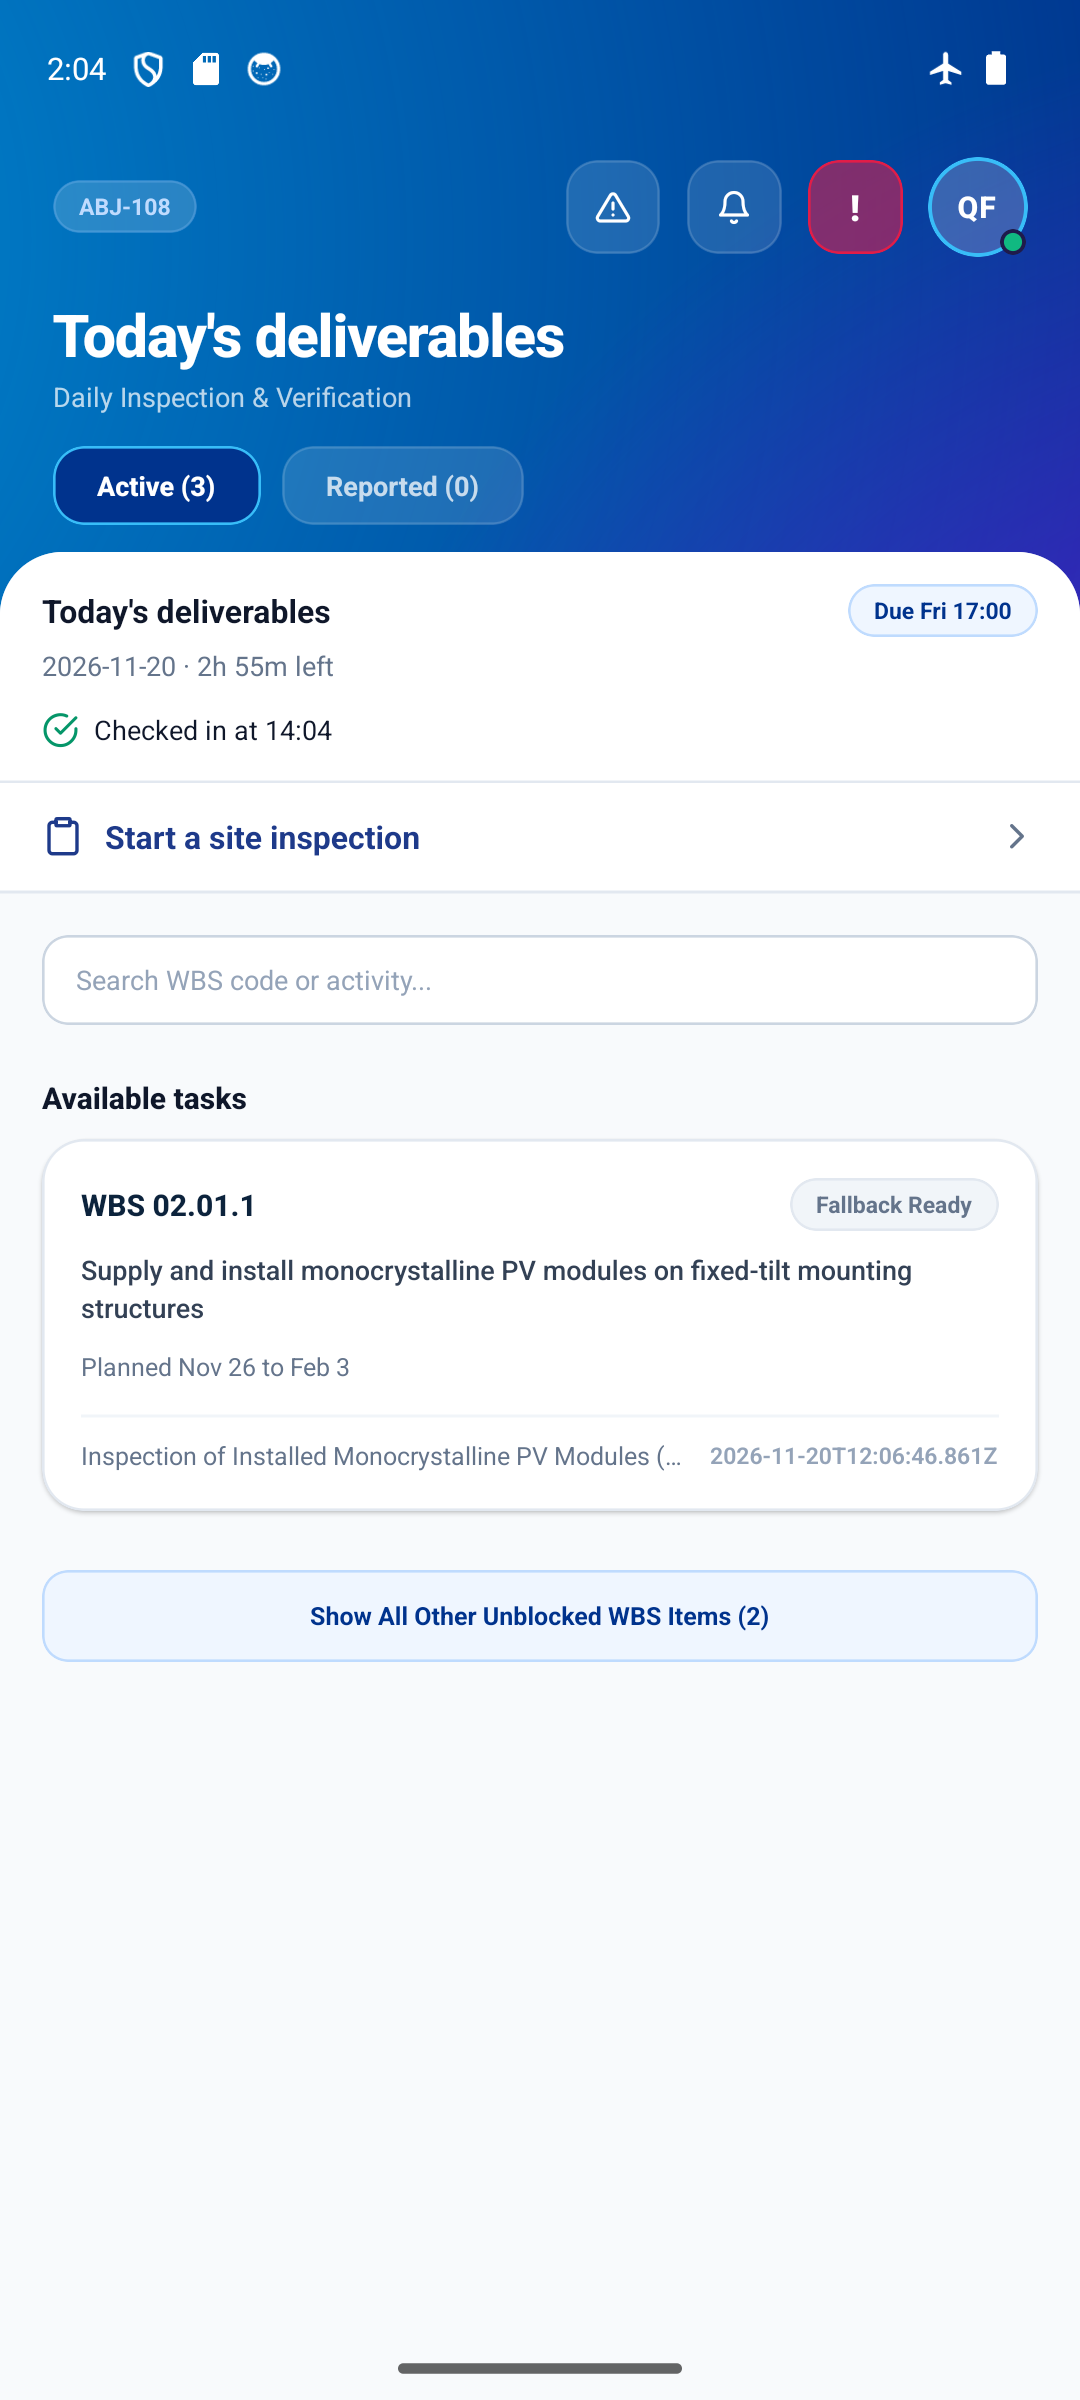 2:04
ABJ-108
!
QF
Today's deliverables
Daily Inspection & Verification
Active (3)
Reported (0)
Today's deliverables
Due Fri 17:00
2026-11-20 · 2h 55m left
Checked in at 14:04
Start a site inspection
Search WBS code or activity...
Available tasks
WBS 02.01.1
Fallback Ready
Supply and install monocrystalline PV modules on fixed-tilt mounting
structures
Planned Nov 26 to Feb 3
Inspection of Installed Monocrystalline PV Modules (...
2026-11-20T12:06:46.861Z
Show All Other Unblocked WBS Items (2)